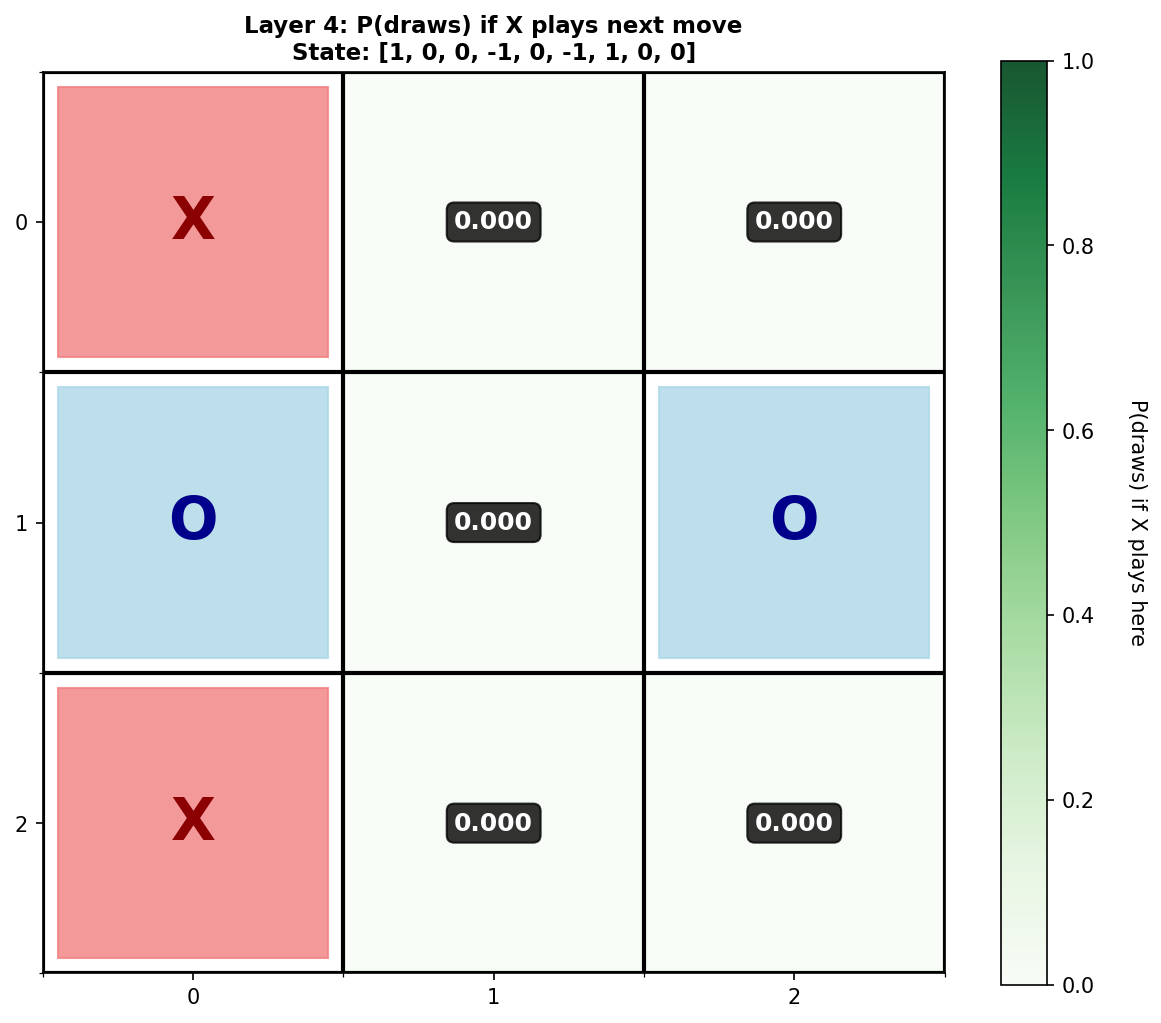 Layer 4: P(draws) if X plays next move
State: [1, 0, 0, -1, 0, -1, 1, 0, 0]
0
X
0.000
0.000
1
O
0.000
O
2
X
0.000
0.000
0
1
2
1.0
0.8
0.6
0.4
0.2
0.0
P(draws) if X plays here